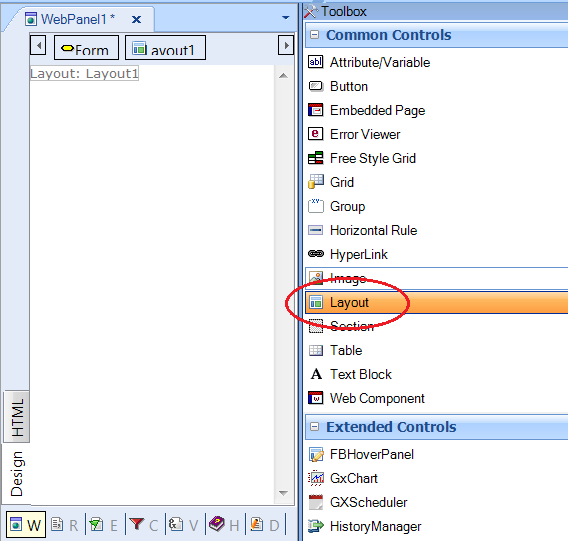 WebPanel1 *
Form
avout1
Layout: Layout1
HTML
Design
W R E C V H D
Toolbox
Common Controls
Attribute/Variable
Button
Embedded Page
Error Viewer
Free Style Grid
Grid
Group
Horizontal Rule
HyperLink
Image
Layout
Section
Table
Text Block
Web Component
Extended Controls
FBHoverPanel
GxChart
GXScheduler
HistoryManager